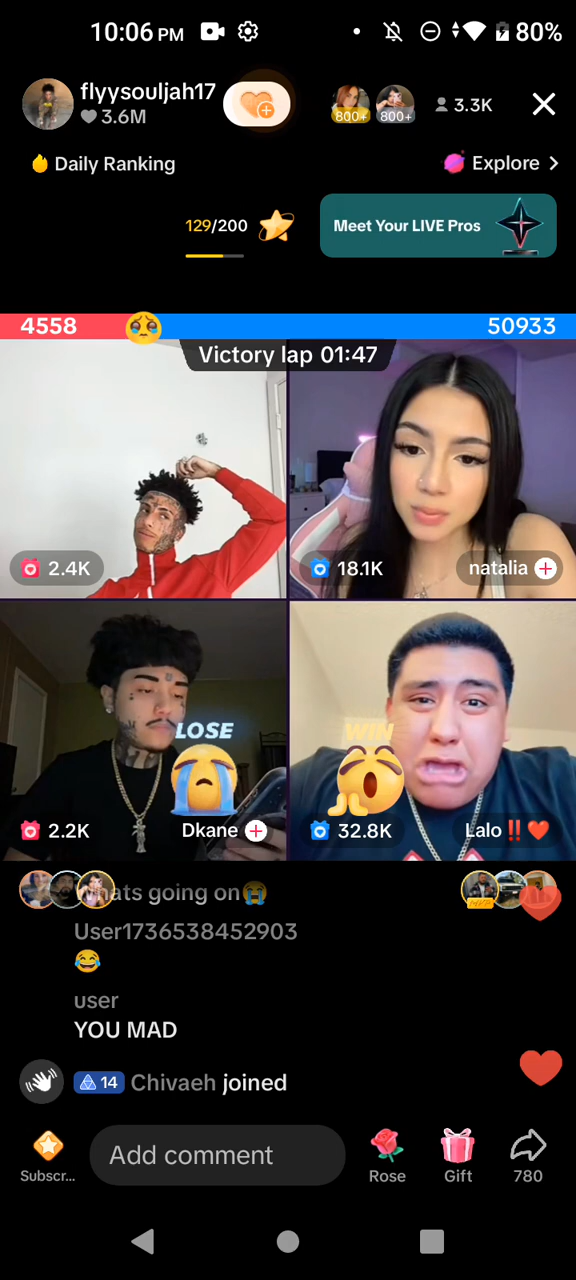 10:06 PM
80%
flyysouljah17
3.6M
800+
800+
3.3K
Daily Ranking
Explore >
129/200
Meet Your LIVE Pros
4558
50933
Victory lap 01:47
2.4K
18.1K
natalia
LOSE
WIN
2.2K
Dkane
32.8K
Lalo‼️❤️
whats going on😭
MVP
User1736538452903
😂
user
YOU MAD
14 Chivaeh joined
Add comment
Subscr...
Rose
Gift
780